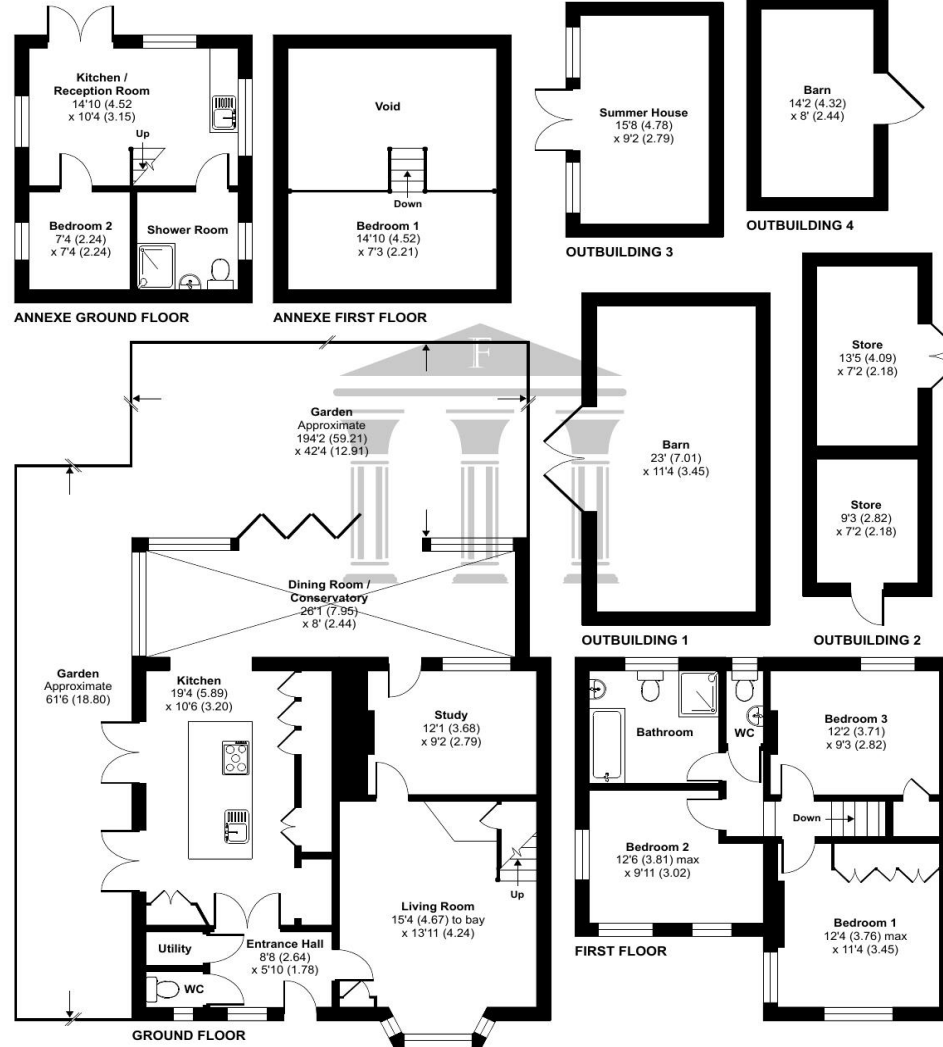 Kitchen /
Reception Room
14'10 (4.52
x 10'4 (3.15)
Up
Bedroom 2
7'4 (2.24)
x 7'4 (2.24)
Shower Room
ANNEXE GROUND FLOOR
Void
Down
Bedroom 1
14'10 (4.52)
x 7'3 (2.21)
ANNEXE FIRST FLOOR
Summer House
15'8 (4.78)
x 9'2 (2.79)
OUTBUILDING 3
Barn
14'2 (4.32)
x 8' (2.44)
OUTBUILDING 4
F
Garden
Approximate
194'2 (59.21)
x 42'4 (12.91)
Barn
23' (7.01)
x 11'4 (3.45)
OUTBUILDING 1
Store
13'5 (4.09)
x 7'2 (2.18)
Store
9'3 (2.82)
x 7'2 (2.18)
OUTBUILDING 2
Dining Room /
Conservatory
26'1 (7.95)
x 8' (2.44)
Garden
Approximate
61'6 (18.80)
Kitchen
19'4 (5.89)
x 10'6 (3.20)
Study
12'1 (3.68)
x 9'2 (2.79)
Living Room
15'4 (4.67) to bay
x 13'11 (4.24)
Up
Utility
Entrance Hall
8'8 (2.64)
x 5'10 (1.78)
WC
GROUND FLOOR
Bathroom
WC
Bedroom 3
12'2 (3.71)
x 9'3 (2.82)
Down
Bedroom 2
12'6 (3.81) max
x 9'11 (3.02)
Bedroom 1
12'4 (3.76) max
x 11'4 (3.45)
FIRST FLOOR